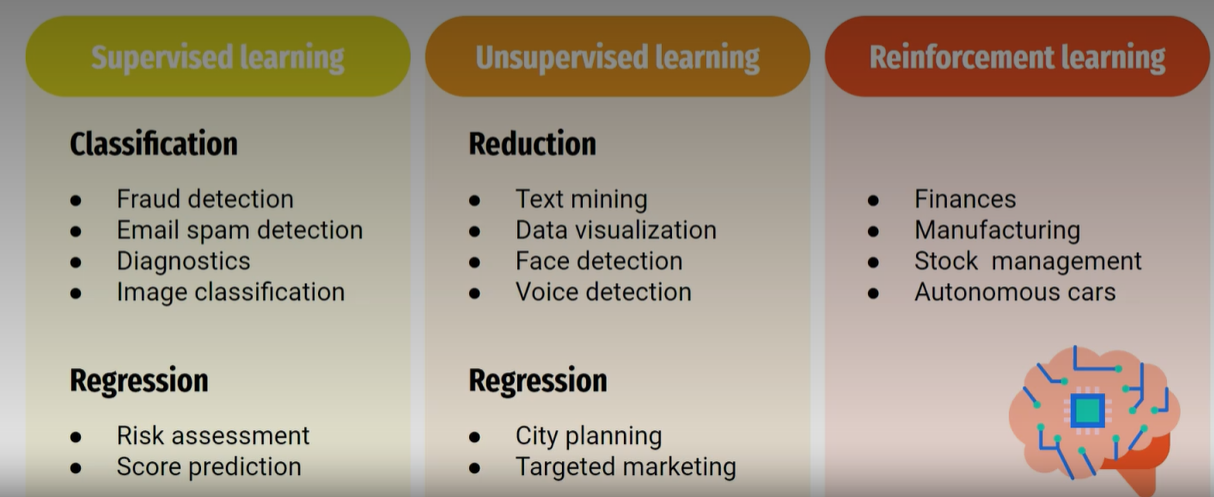 Supervised learning
Classification
• Fraud detection
• Email spam detection
• Diagnostics
• Image classification
Regression
• Risk assessment
• Score prediction
Unsupervised learning
Reduction
• Text mining
• Data visualization
• Face detection
• Voice detection
Regression
• City planning
• Targeted marketing
Reinforcement learning
• Finances
• Manufacturing
• Stock management
• Autonomous cars